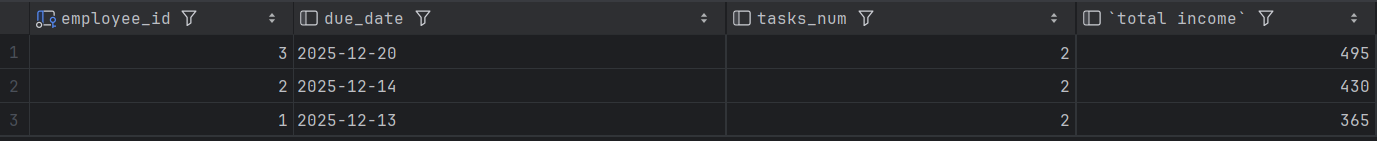 employee_id due_date tasks_num `total income`
1 3 2025-12-20 2 495
2 2 2025-12-14 2 430
3 1 2025-12-13 2 365